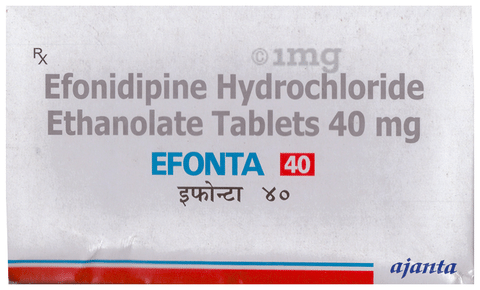 Rx
©1mg
Efonidipine Hydrochloride
Ethanolate Tablets 40 mg
EFONTA 40
इफोन्टा ४०
ajanta